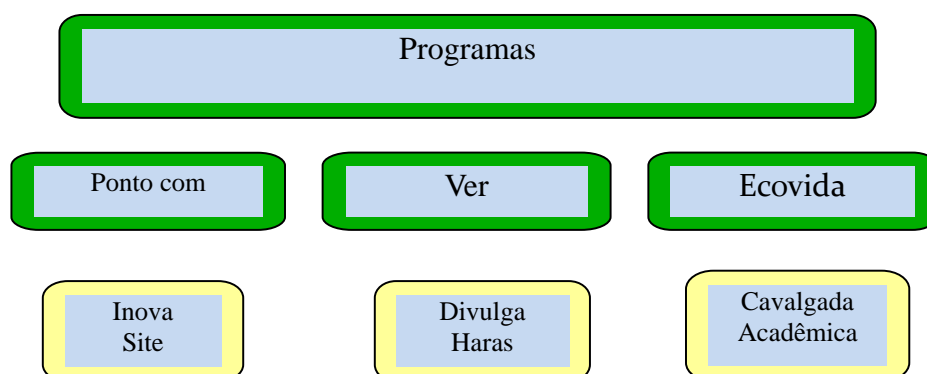 Programas
Ponto com
Ver
Ecovida
Inova
Site
Divulga
Haras
Cavalgada
Acadêmica